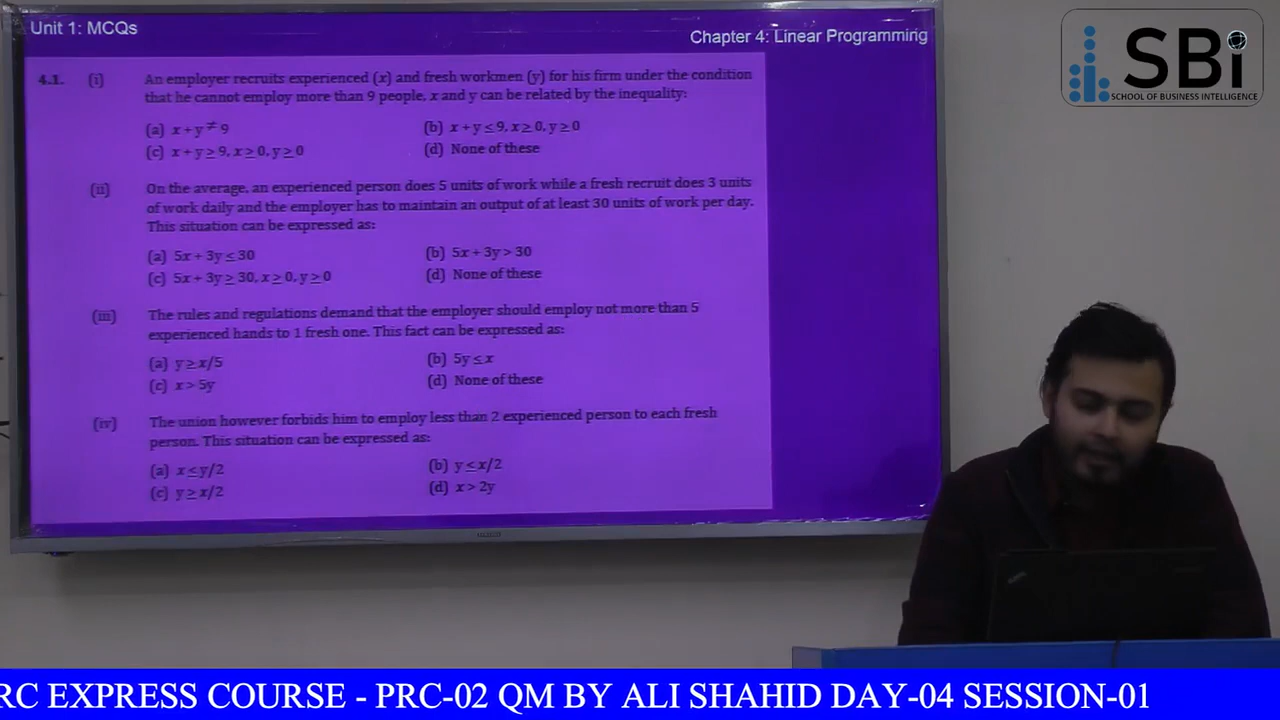 Unit 1: MCQs
Chapter 4: Linear Programming
SBi
SCHOOL OF BUSINESS INTELLIGENCE
4.1. (i) An employer recruits experienced (x) and fresh workmen (y) for his firm under the condition
that he cannot employ more than 9 people, x and y can be related by the inequality:
(a) x + y ≠ 9 (b) x + y ≤ 9, x ≥ 0, y ≥ 0
(c) x + y ≥ 9, x ≥ 0, y ≥ 0 (d) None of these
(ii) On the average, an experienced person does 5 units of work while a fresh recruit does 3 units
of work daily and the employer has to maintain an output of at least 30 units of work per day.
This situation can be expressed as:
(a) 5x + 3y ≤ 30 (b) 5x + 3y > 30
(c) 5x + 3y ≥ 30, x ≥ 0, y ≥ 0 (d) None of these
(iii) The rules and regulations demand that the employer should employ not more than 5
experienced hands to 1 fresh one. This fact can be expressed as:
(a) y ≥ x/5 (b) 5y ≤ x
(c) x > 5y (d) None of these
(iv) The union however forbids him to employ less than 2 experienced person to each fresh
person. This situation can be expressed as:
(a) x ≤ y/2 (b) y ≤ x/2
(c) y ≥ x/2 (d) x > 2y
RC EXPRESS COURSE - PRC-02 QM BY ALI SHAHID DAY-04 SESSION-01